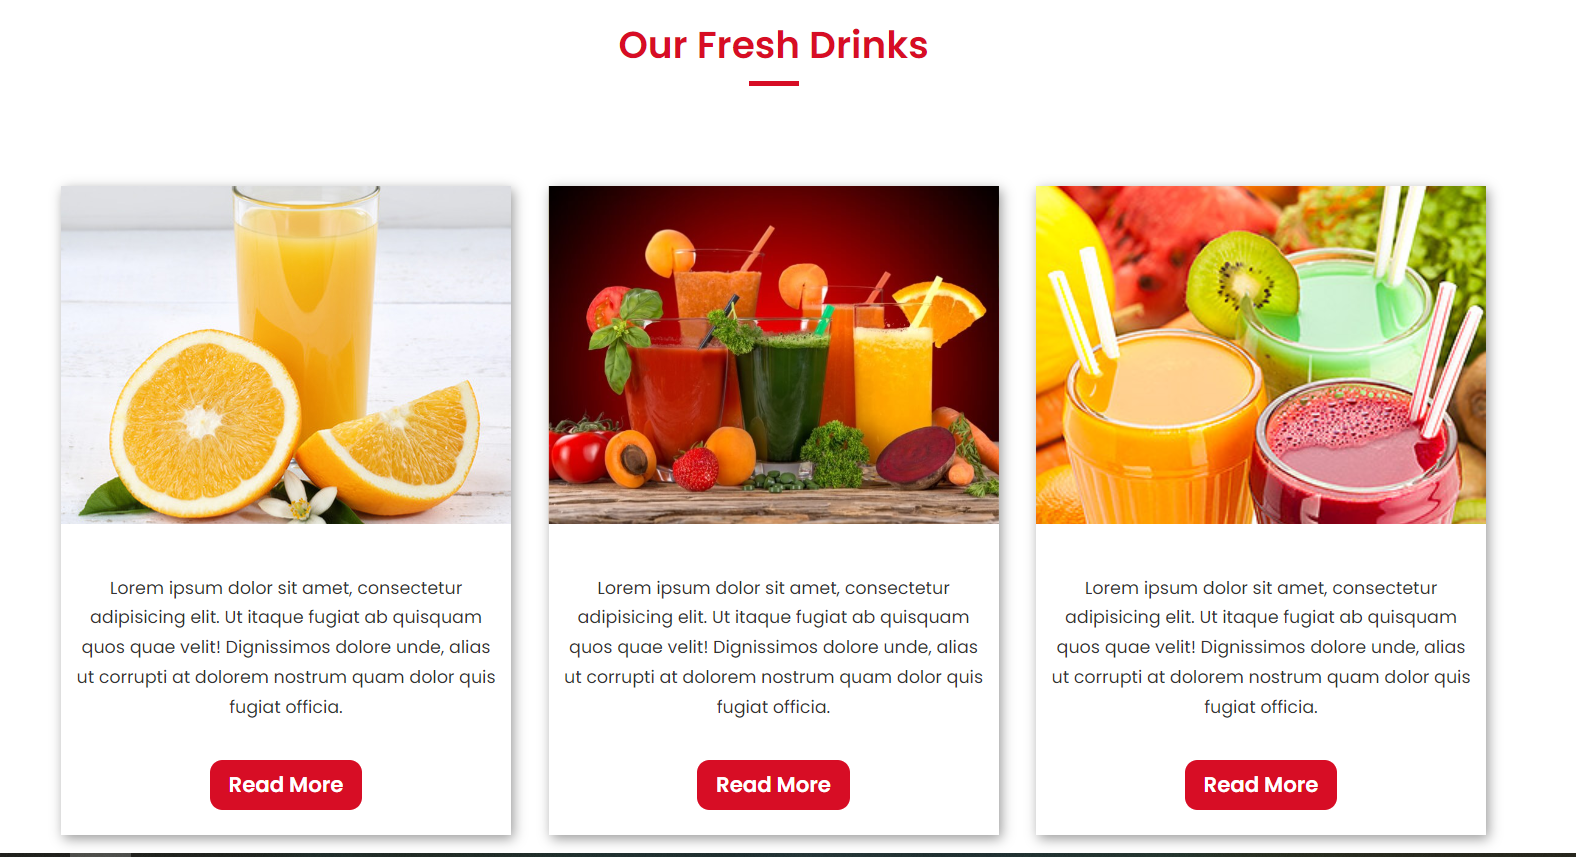 Our Fresh Drinks
Lorem ipsum dolor sit amet, consectetur
adipisicing elit. Ut itaque fugiat ab quisquam
quos quae velit! Dignissimos dolore unde, alias
ut corrupti at dolorem nostrum quam dolor quis
fugiat officia.
Read More
Lorem ipsum dolor sit amet, consectetur
adipisicing elit. Ut itaque fugiat ab quisquam
quos quae velit! Dignissimos dolore unde, alias
ut corrupti at dolorem nostrum quam dolor quis
fugiat officia.
Read More
Lorem ipsum dolor sit amet, consectetur
adipisicing elit. Ut itaque fugiat ab quisquam
quos quae velit! Dignissimos dolore unde, alias
ut corrupti at dolorem nostrum quam dolor quis
fugiat officia.
Read More